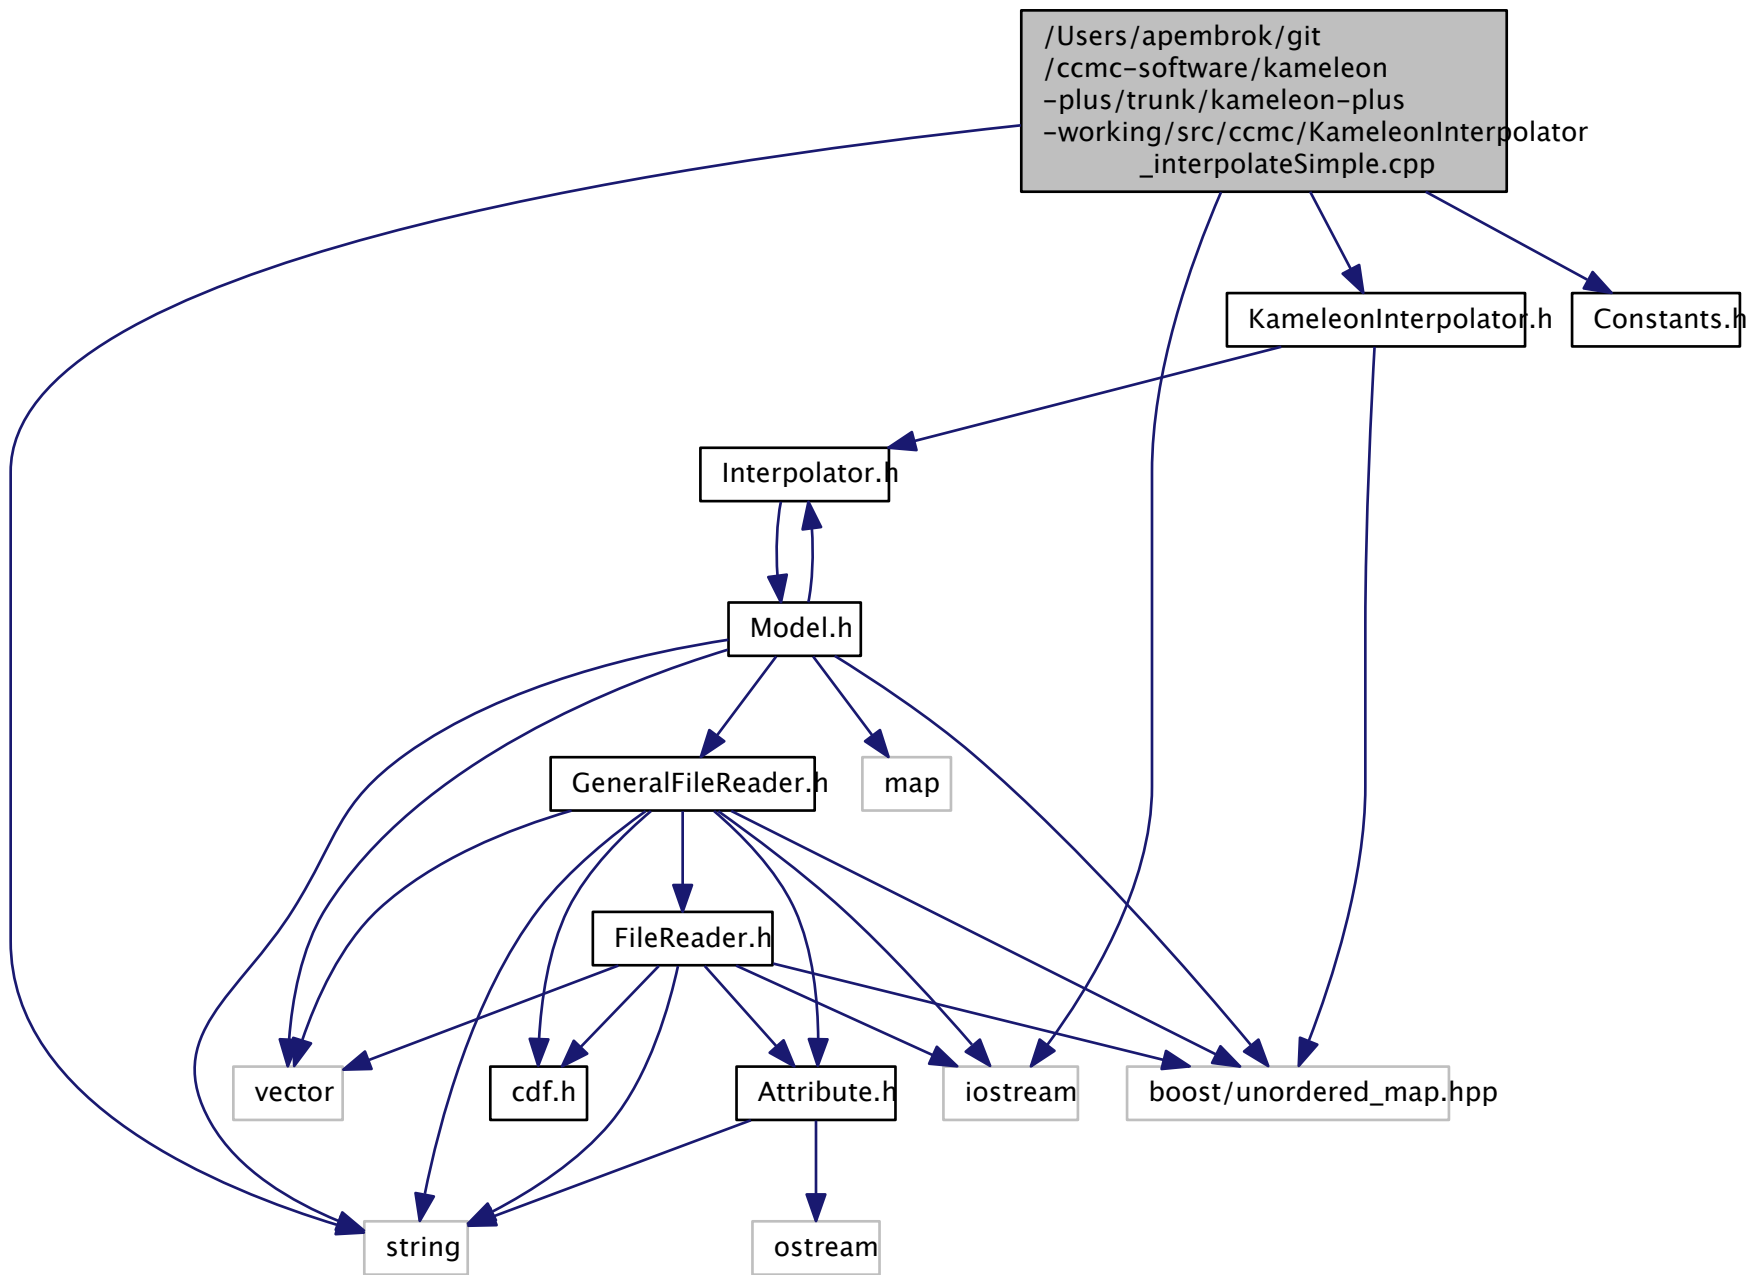 /Users/apembrok/git
/ccmc-software/kameleon
-plus/trunk/kameleon-plus
-working/src/ccmc/KameleonInterpolator
_interpolateSimple.cpp
KameleonInterpolator.h
Constants.h
Interpolator.h
Model.h
GeneralFileReader.h
map
FileReader.h
vector
cdf.h
Attribute.h
iostream
boost/unordered_map.hpp
string
ostream